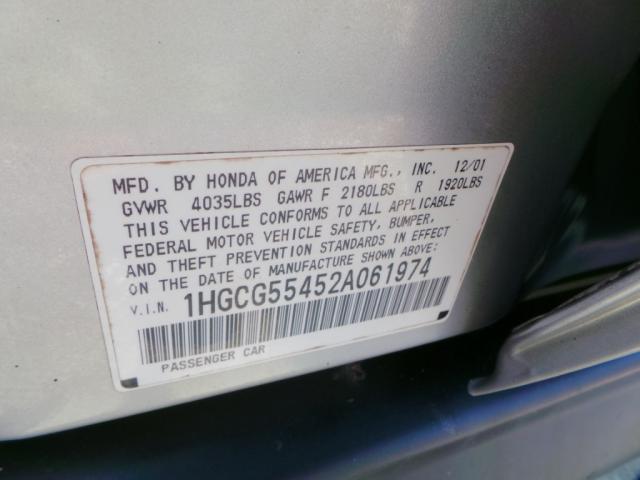 MFD. BY HONDA OF AMERICA MFG., INC. 12/01
GVWR 4035LBS GAWR F 2180LBS R 1920LBS
THIS VEHICLE CONFORMS TO ALL APPLICABLE
FEDERAL MOTOR VEHICLE SAFETY, BUMPER,
AND THEFT PREVENTION STANDARDS IN EFFECT
ON THE DATE OF MANUFACTURE SHOWN ABOVE:
V.I.N. 1HGCG55452A061974
PASSENGER CAR